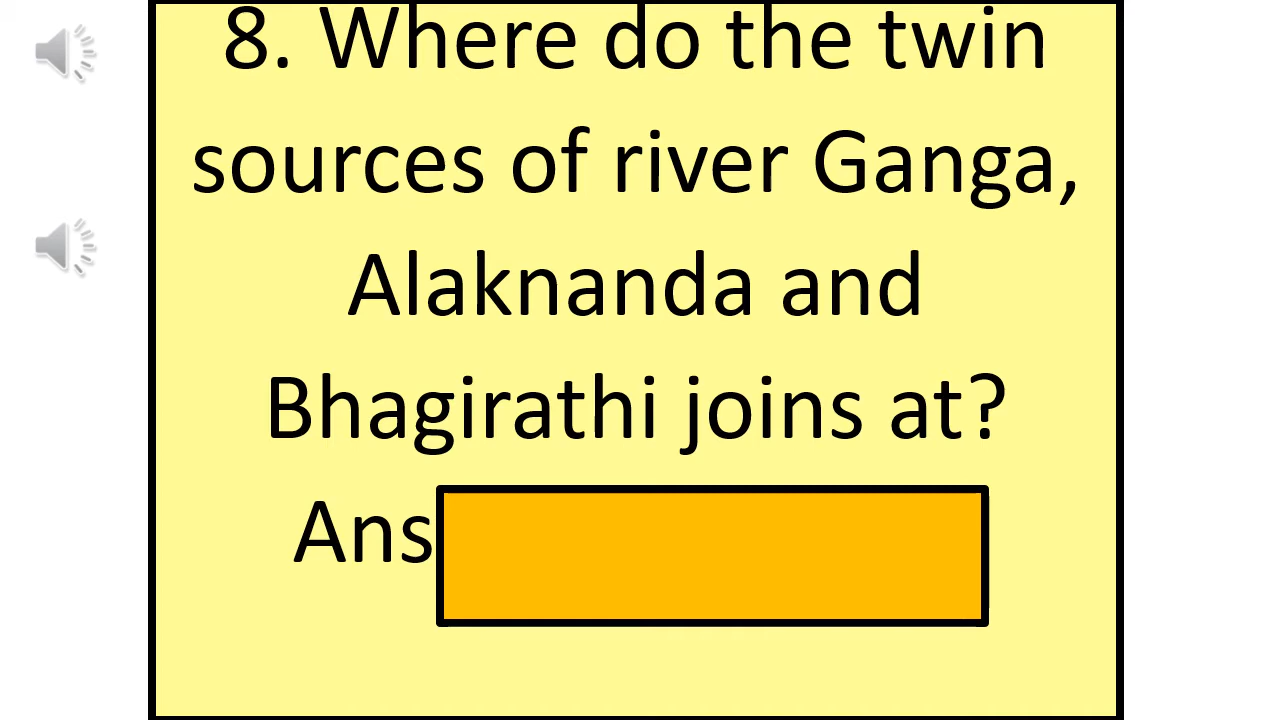 8. Where do the twin
sources of river Ganga,
Alaknanda and
Bhagirathi joins at?
Ans